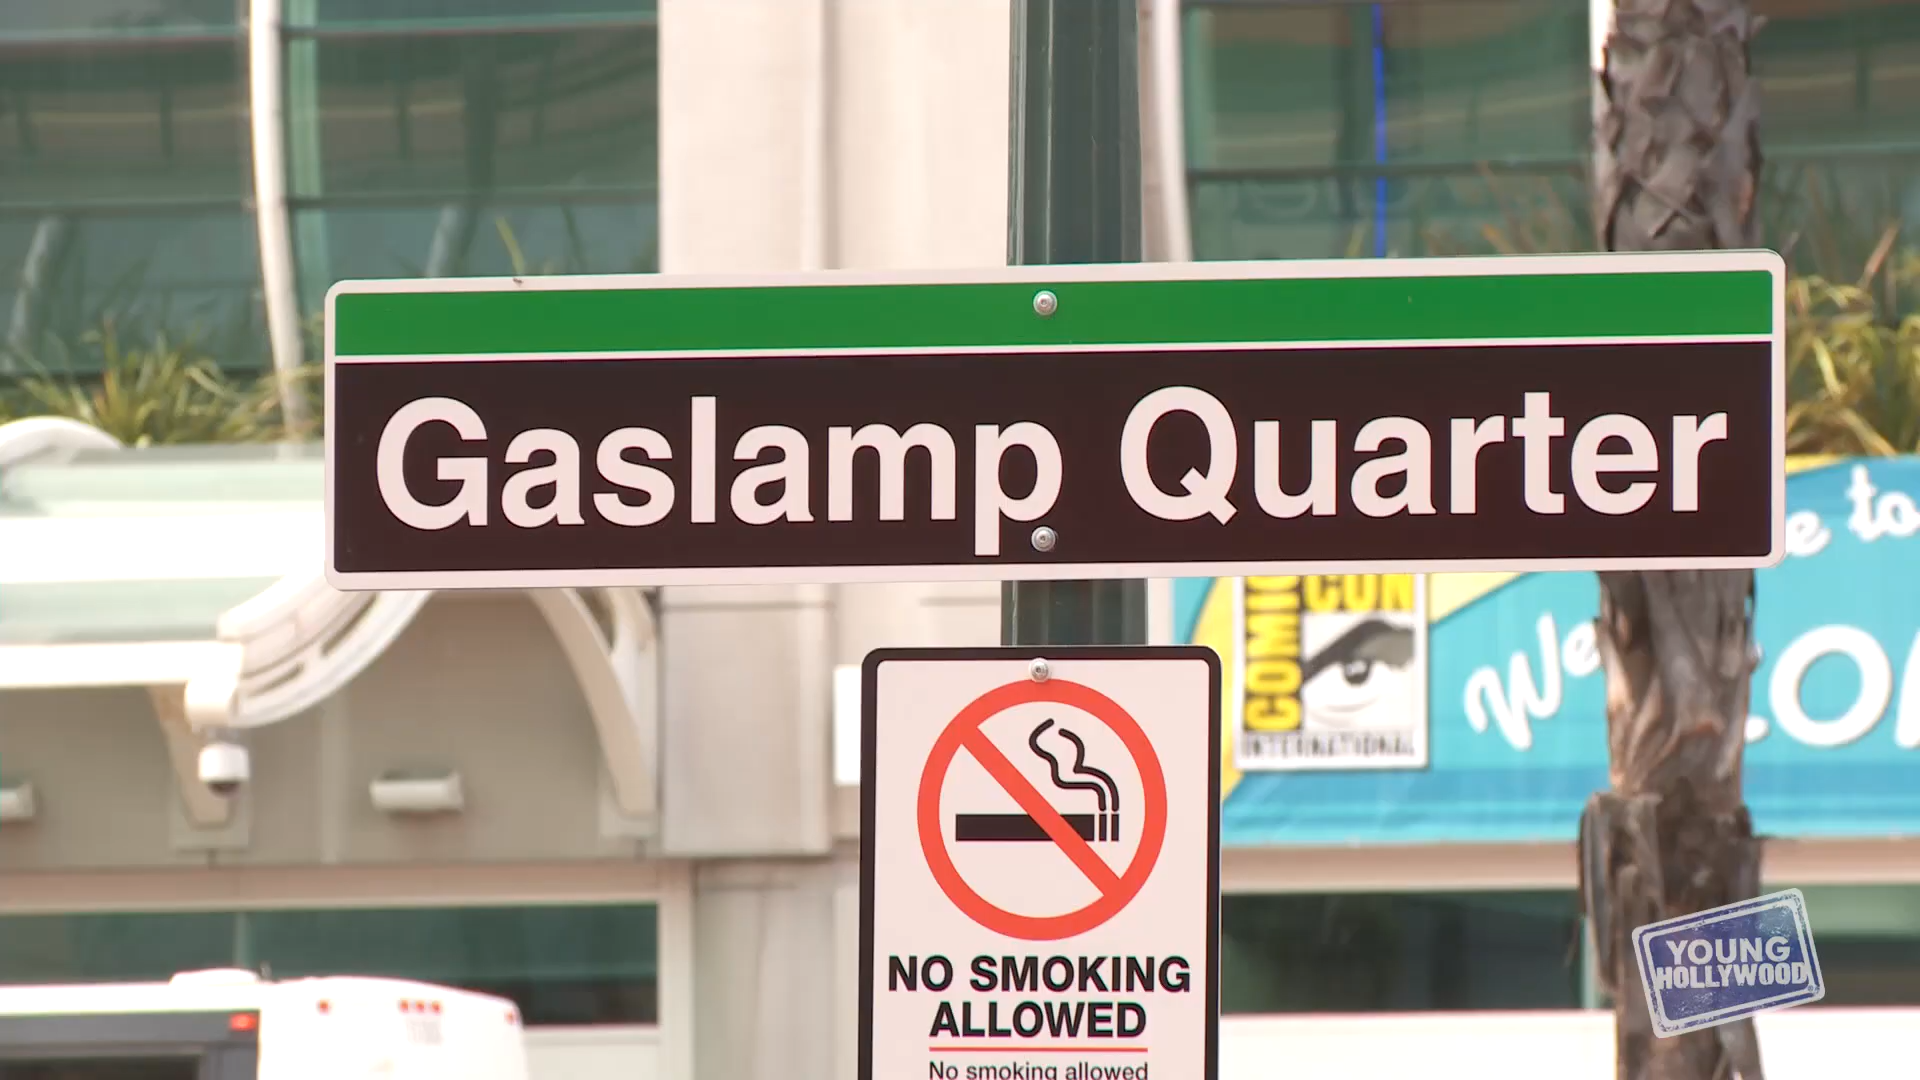 Gaslamp Quarter
COMIC
CON
INTERNATIONAL
to
We
NO SMOKING
ALLOWED
No smoking allowed
YOUNG
HOLLYWOOD